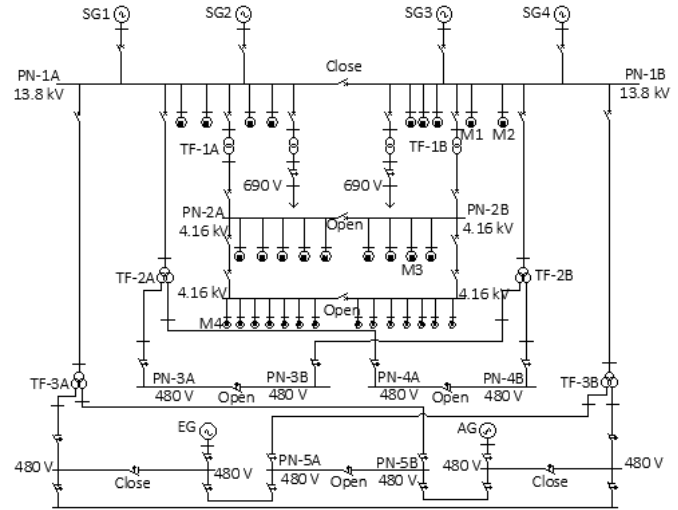 SG1 SG2 SG3 SG4
PN-1A Close PN-1B
13.8 kV 13.8 kV
M1 M2
TF-1A TF-1B
690 V 690 V
PN-2A Open PN-2B
4.16 kV 4.16 kV
M3
TF-2A TF-2B
4.16 kV Open 4.16 kV
M4
PN-3A PN-3B PN-4A PN-4B
TF-3A TF-3B
480 V Open 480 V 480 V Open 480 V
EG AG
480 V Close 480 V PN-5A PN-5B 480 V Close 480 V
480 V Open 480 V